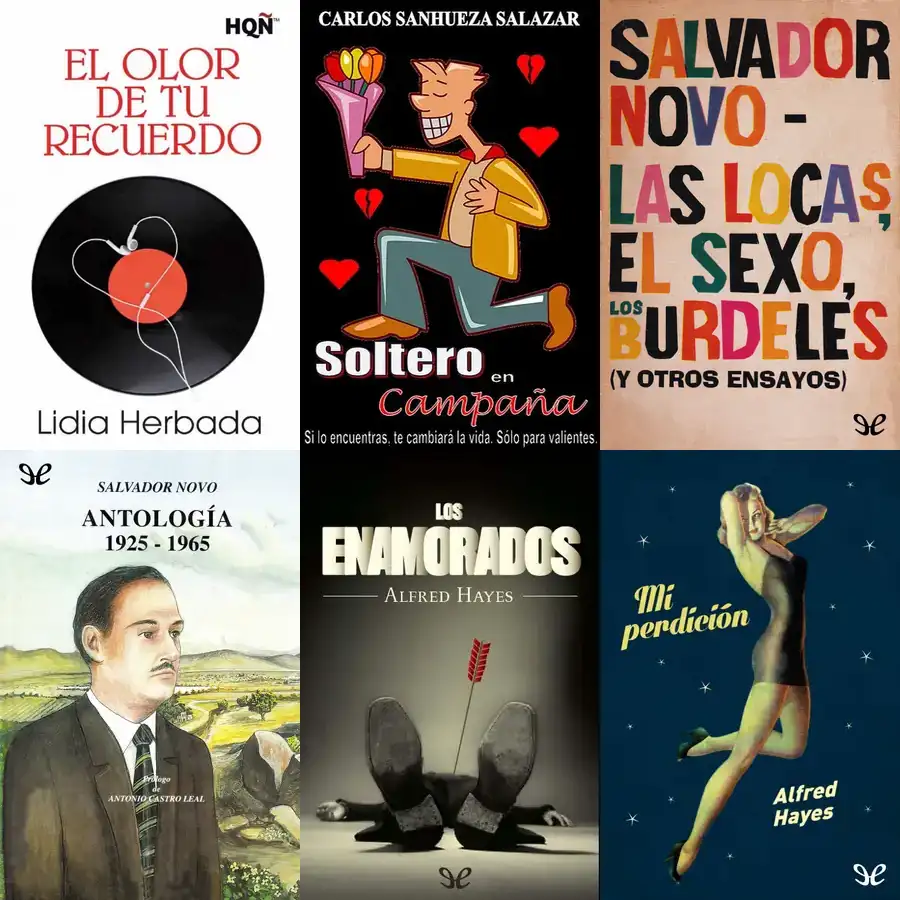 HQÑ™
EL OLOR
DE TU
RECUERDO
Lidia Herbada
CARLOS SANHUEZA SALAZAR
Soltero
en
Campaña
Si lo encuentras, te cambiará la vida. Sólo para valientes.
SALVADOR
NOVO -
LAS LOCAS,
EL SEXO,
LOS
BURDELES
(Y OTROS ENSAYOS)
SALVADOR NOVO
ANTOLOGÍA
1925 - 1965
Prólogo
de
ANTONIO CASTRO LEAL
LOS
ENAMORADOS
ALFRED HAYES
Mi
perdición
Alfred
Hayes